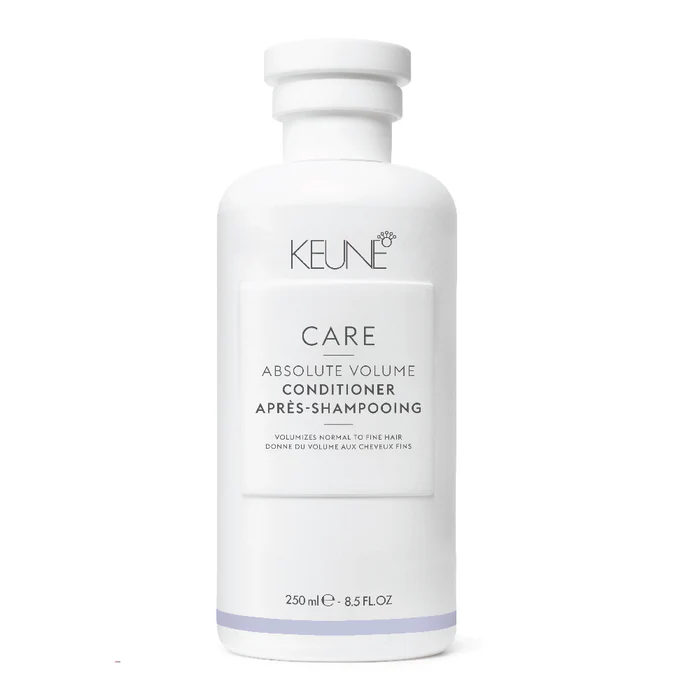 KEUNE
CARE
ABSOLUTE VOLUME
CONDITIONER
APRÈS-SHAMPOOING
VOLUMIZES NORMAL TO FINE HAIR
DONNE DU VOLUME AUX CHEVEUX FINS
250 ml ℮ - 8.5 FL.OZ